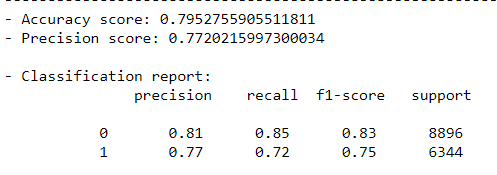 - Accuracy score: 0.7952755905511811
- Precision score: 0.7720215997300034
- Classification report:
precision recall f1-score support
0 0.81 0.85 0.83 8896
1 0.77 0.72 0.75 6344